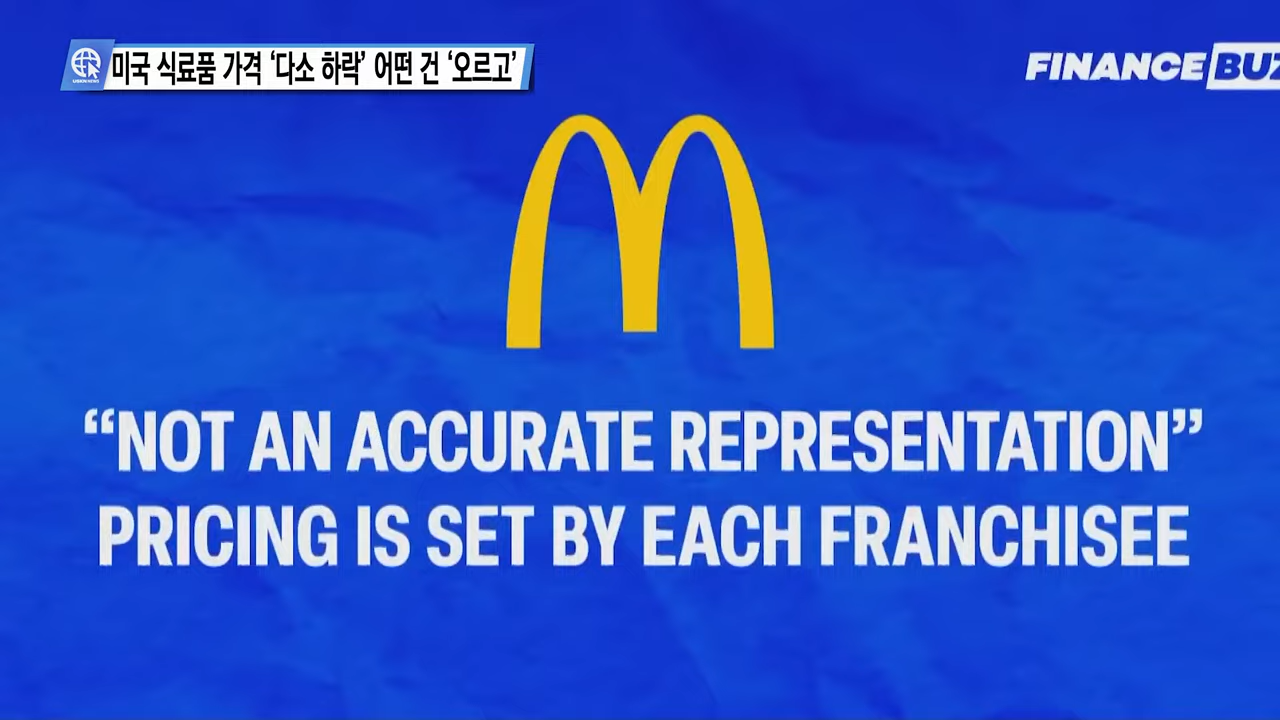 미국 식료품 가격 ‘다소 하락’ 어떤 건 ‘오르고’
FINANCE BUZ
“NOT AN ACCURATE REPRESENTATION”
PRICING IS SET BY EACH FRANCHISEE